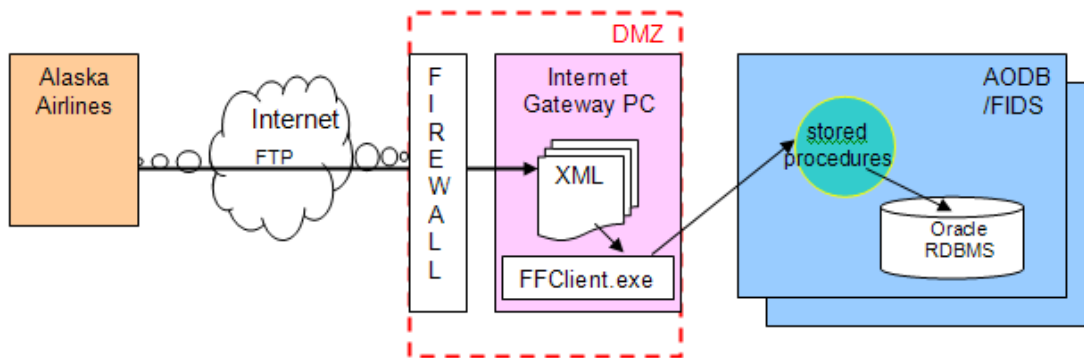 Alaska
Airlines
Internet
FTP
F
I
R
E
W
A
L
L
DMZ
Internet
Gateway PC
XML
FFClient.exe
AODB
/FIDS
stored
procedures
Oracle
RDBMS